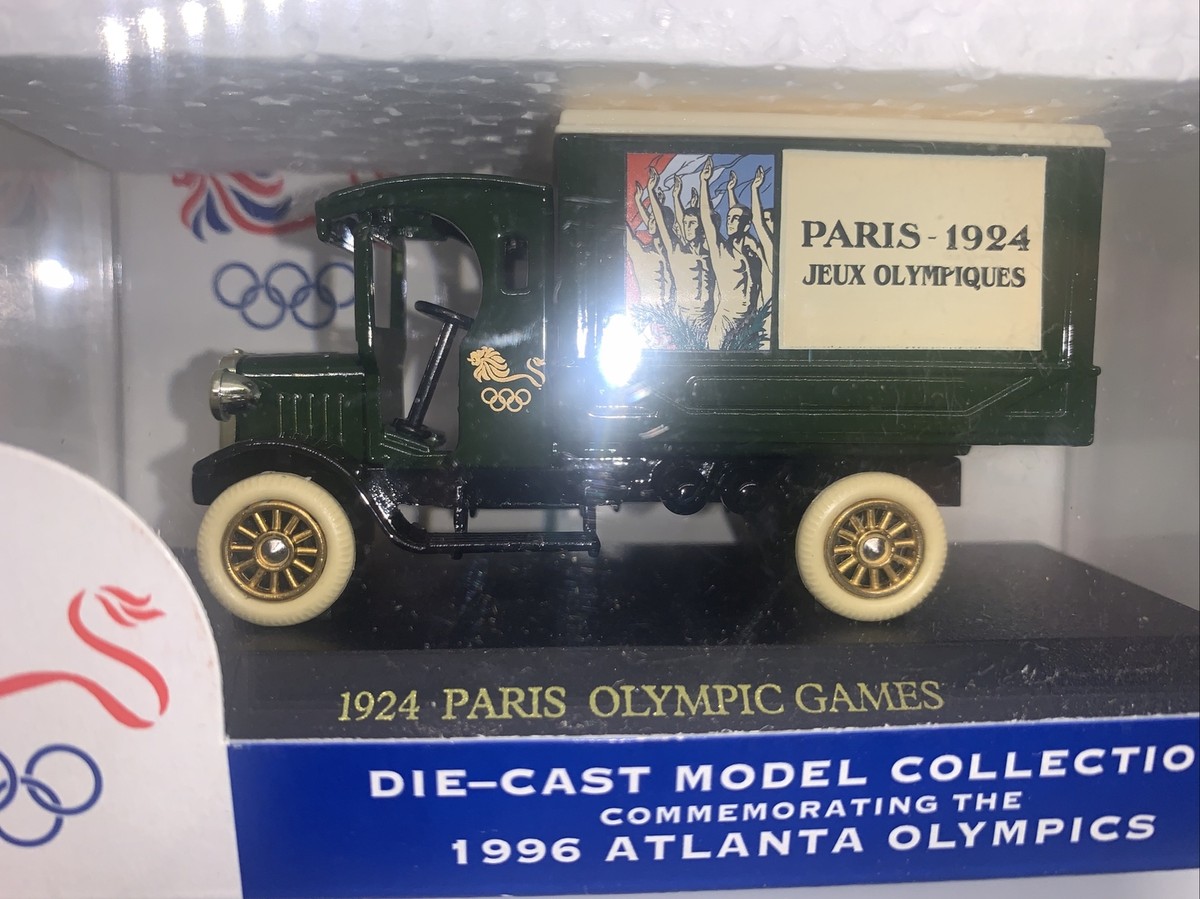 PARIS - 1924
JEUX OLYMPIQUES
1924 PARIS OLYMPIC GAMES
DIE-CAST MODEL COLLECTIO
COMMEMORATING THE
1996 ATLANTA OLYMPICS